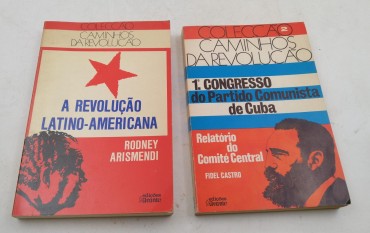 COLECÇÃO
CAMINHOS
DA REVOLUÇÃO
A REVOLUÇÃO
LATINO-AMERICANA
RODNEY
ARISMENDI
COLECÇÃO 2
CAMINHOS
DA REVOLUÇÃO
1º CONGRESSO
do Partido Comunista
de Cuba
Relatório
do
Comité Central
FIDEL CASTRO